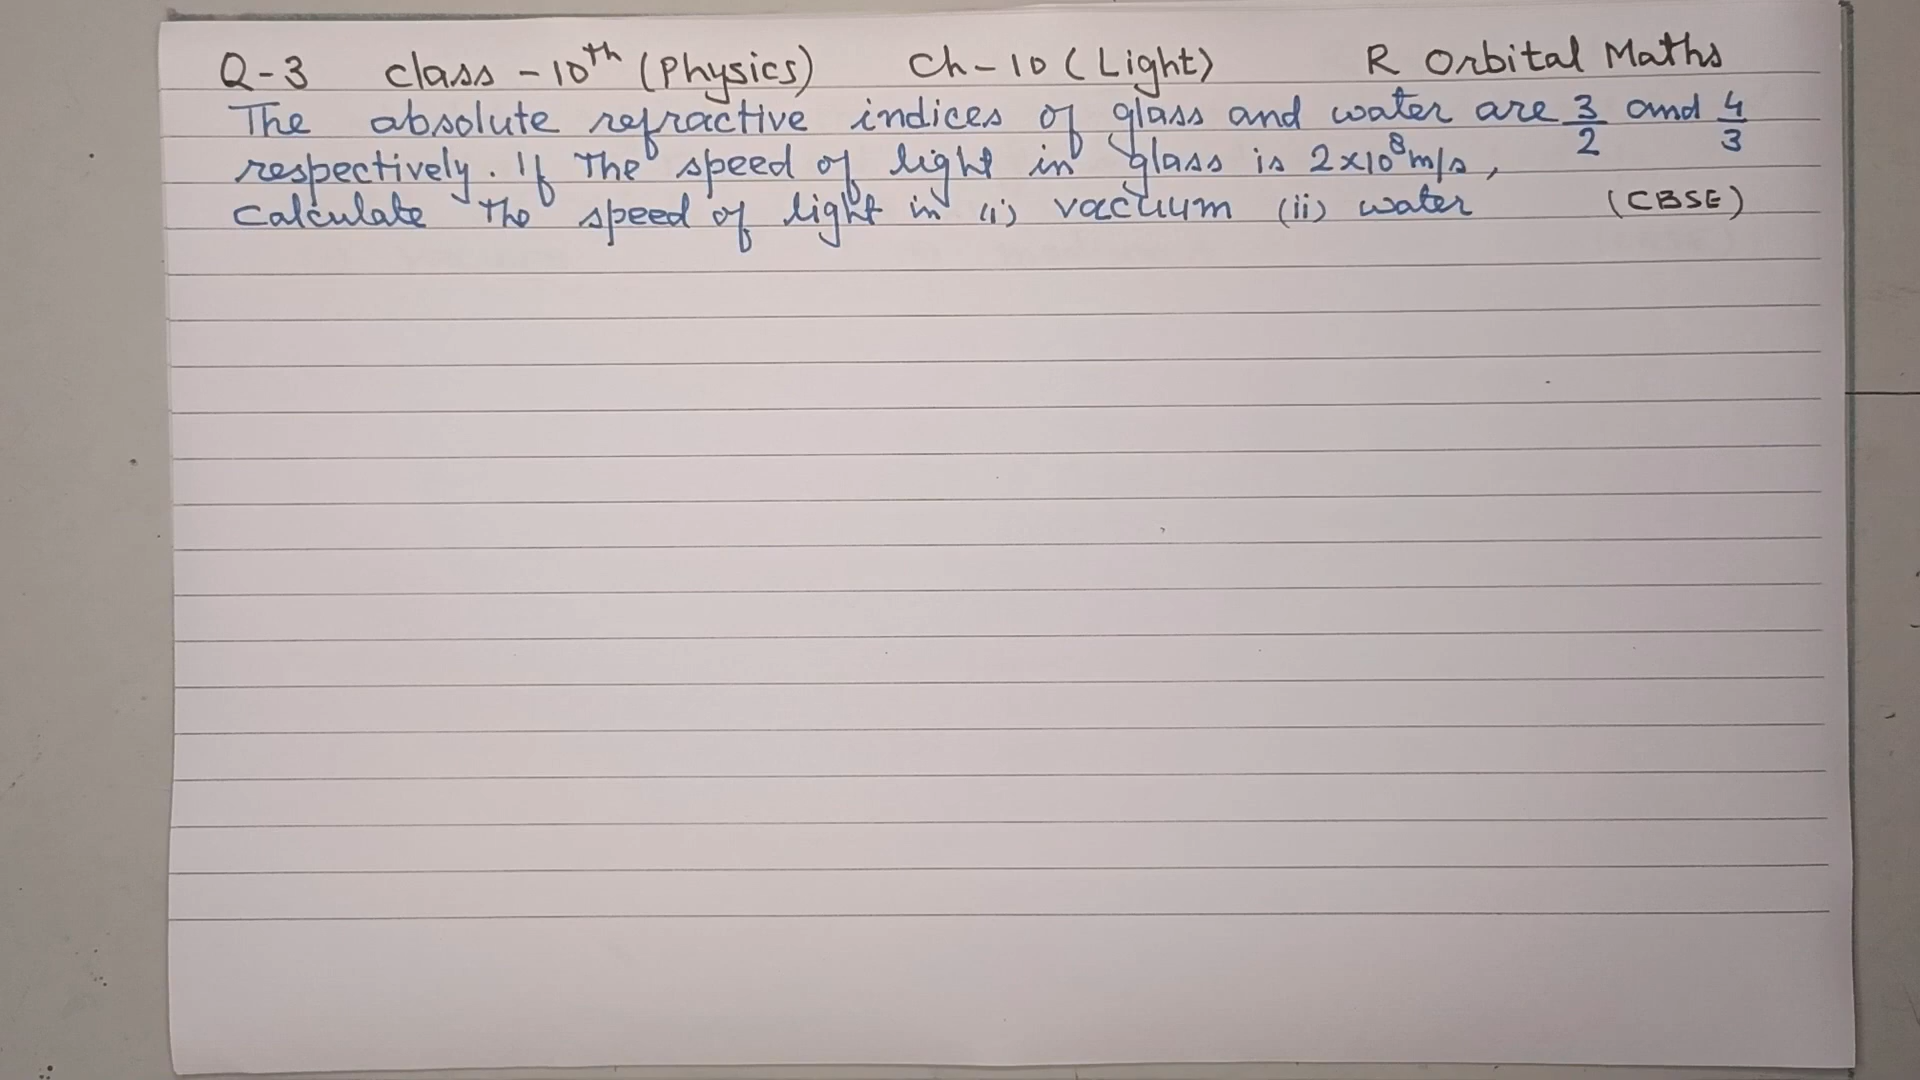 Q-3 class - 10th (Physics) Ch-10 (Light) R Orbital Maths
The absolute refractive indices of glass and water are 3/2 and 4/3
respectively. If The speed of light in glass is 2x10⁸m/s,
calculate The speed of light in (i) vacuum (ii) water (CBSE)